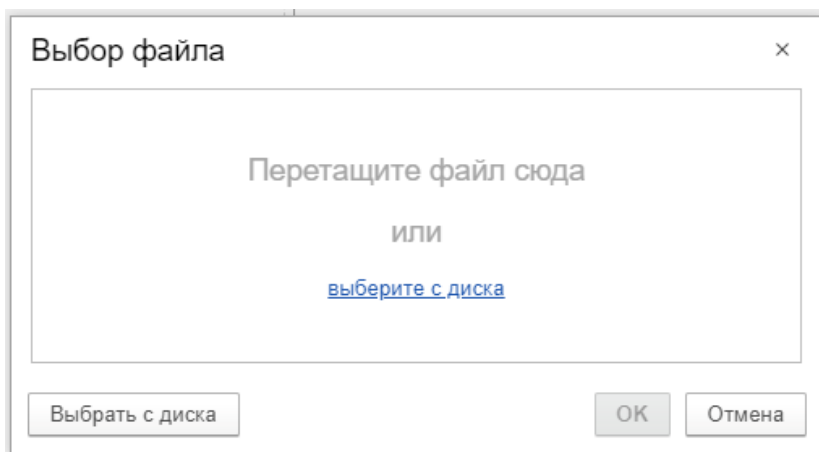 Выбор файла
Перетащите файл сюда
или
выберите с диска
Выбрать с диска
OK
Отмена